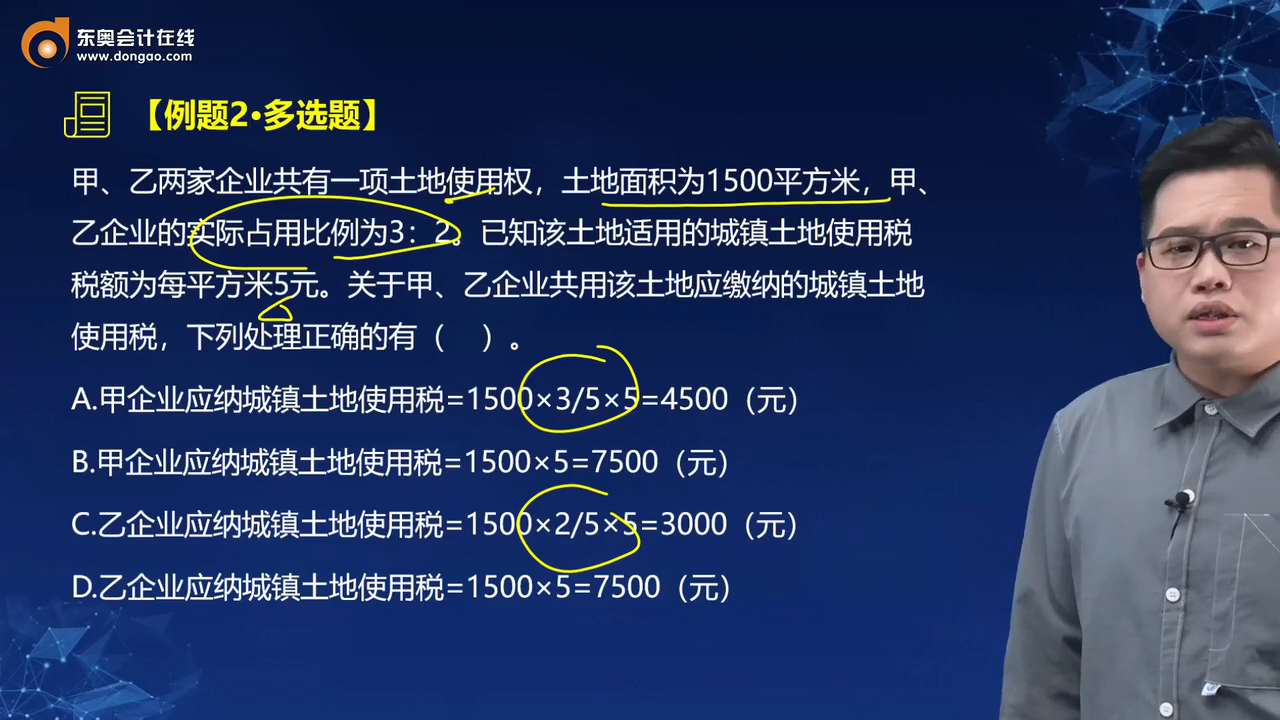 东奥会计在线
www.dongao.com
【例题2·多选题】
甲、乙两家企业共有一项土地使用权，土地面积为1500平方米，甲、
乙企业的实际占用比例为3：2。已知该土地适用的城镇土地使用税
税额为每平方米5元。关于甲、乙企业共用该土地应缴纳的城镇土地
使用税，下列处理正确的有（　）。
A.甲企业应纳城镇土地使用税=1500×3/5×5=4500（元）
B.甲企业应纳城镇土地使用税=1500×5=7500（元）
C.乙企业应纳城镇土地使用税=1500×2/5×5=3000（元）
D.乙企业应纳城镇土地使用税=1500×5=7500（元）